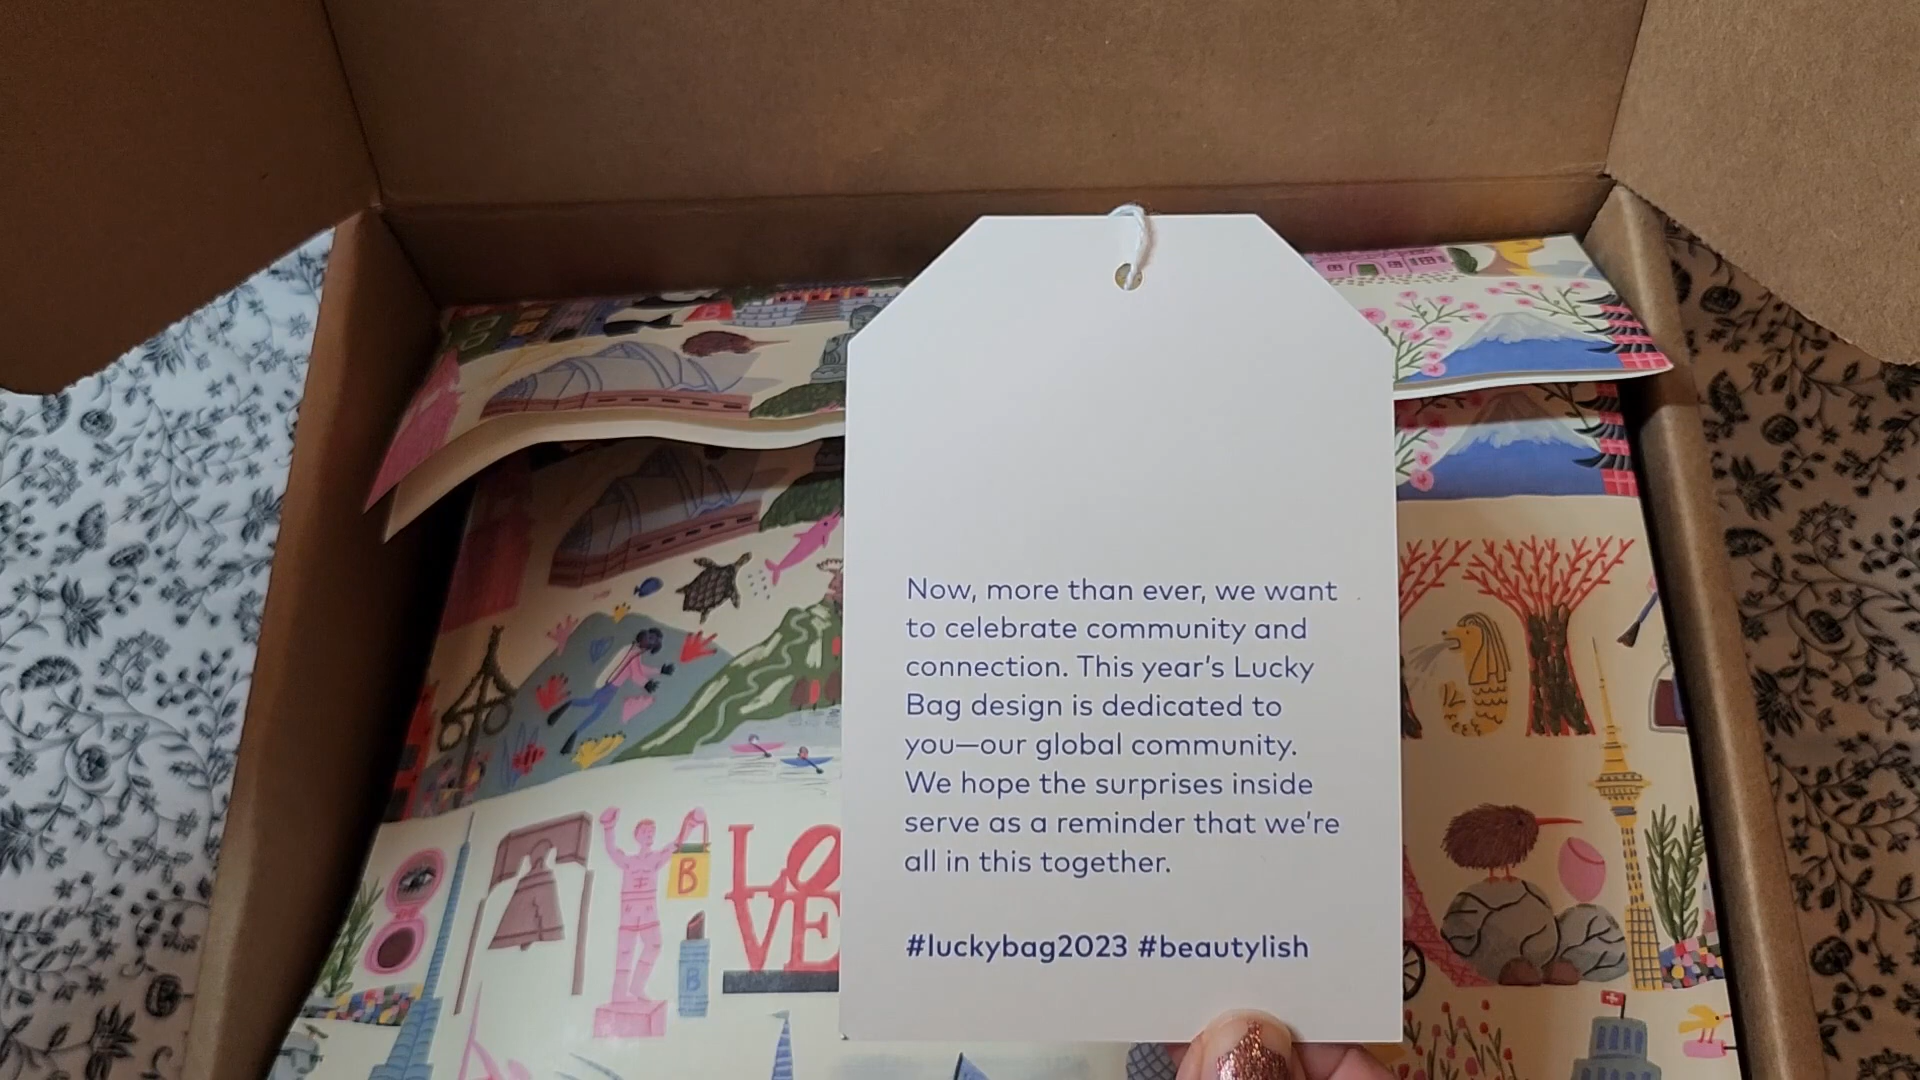 Now, more than ever, we want
to celebrate community and
connection. This year's Lucky
Bag design is dedicated to
you—our global community.
We hope the surprises inside
serve as a reminder that we're
all in this together.
#luckybag2023 #beautylish
B
B
LO
VE
B